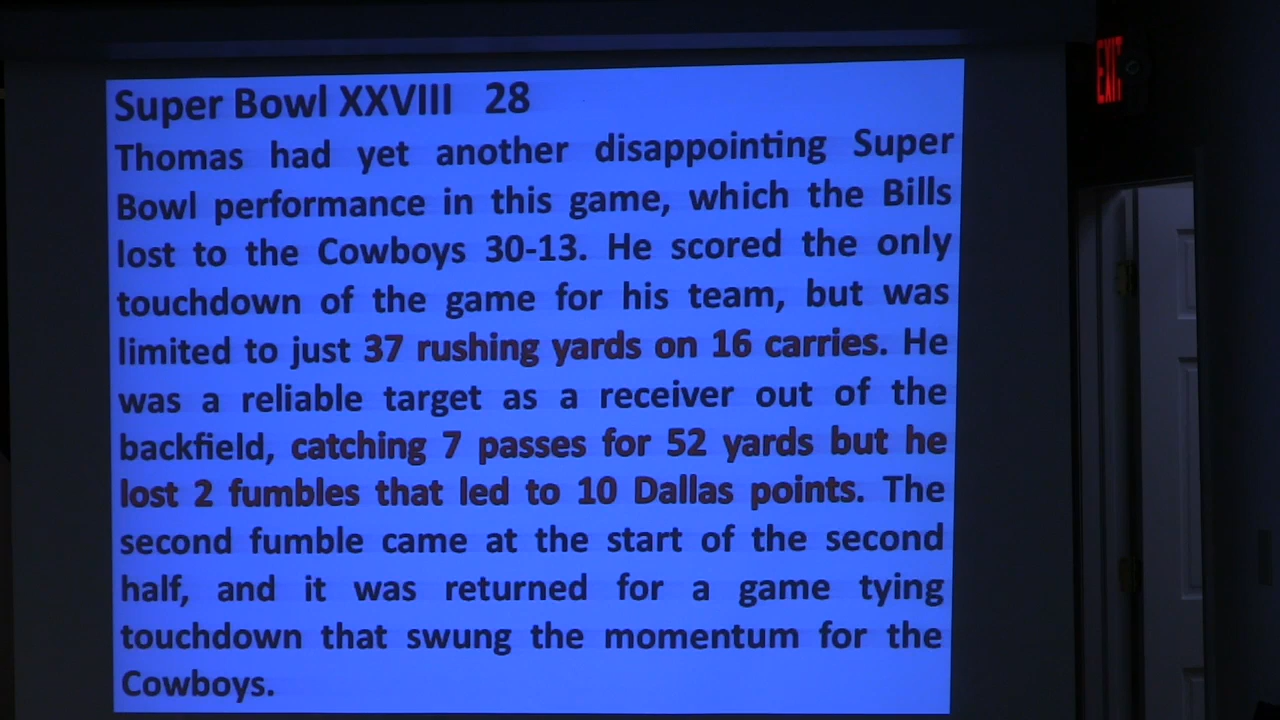 Super Bowl XXVIII 28
Thomas had yet another disappointing Super
Bowl performance in this game, which the Bills
lost to the Cowboys 30-13. He scored the only
touchdown of the game for his team, but was
limited to just 37 rushing yards on 16 carries. He
was a reliable target as a receiver out of the
backfield, catching 7 passes for 52 yards but he
lost 2 fumbles that led to 10 Dallas points. The
second fumble came at the start of the second
half, and it was returned for a game tying
touchdown that swung the momentum for the
Cowboys.
EXIT